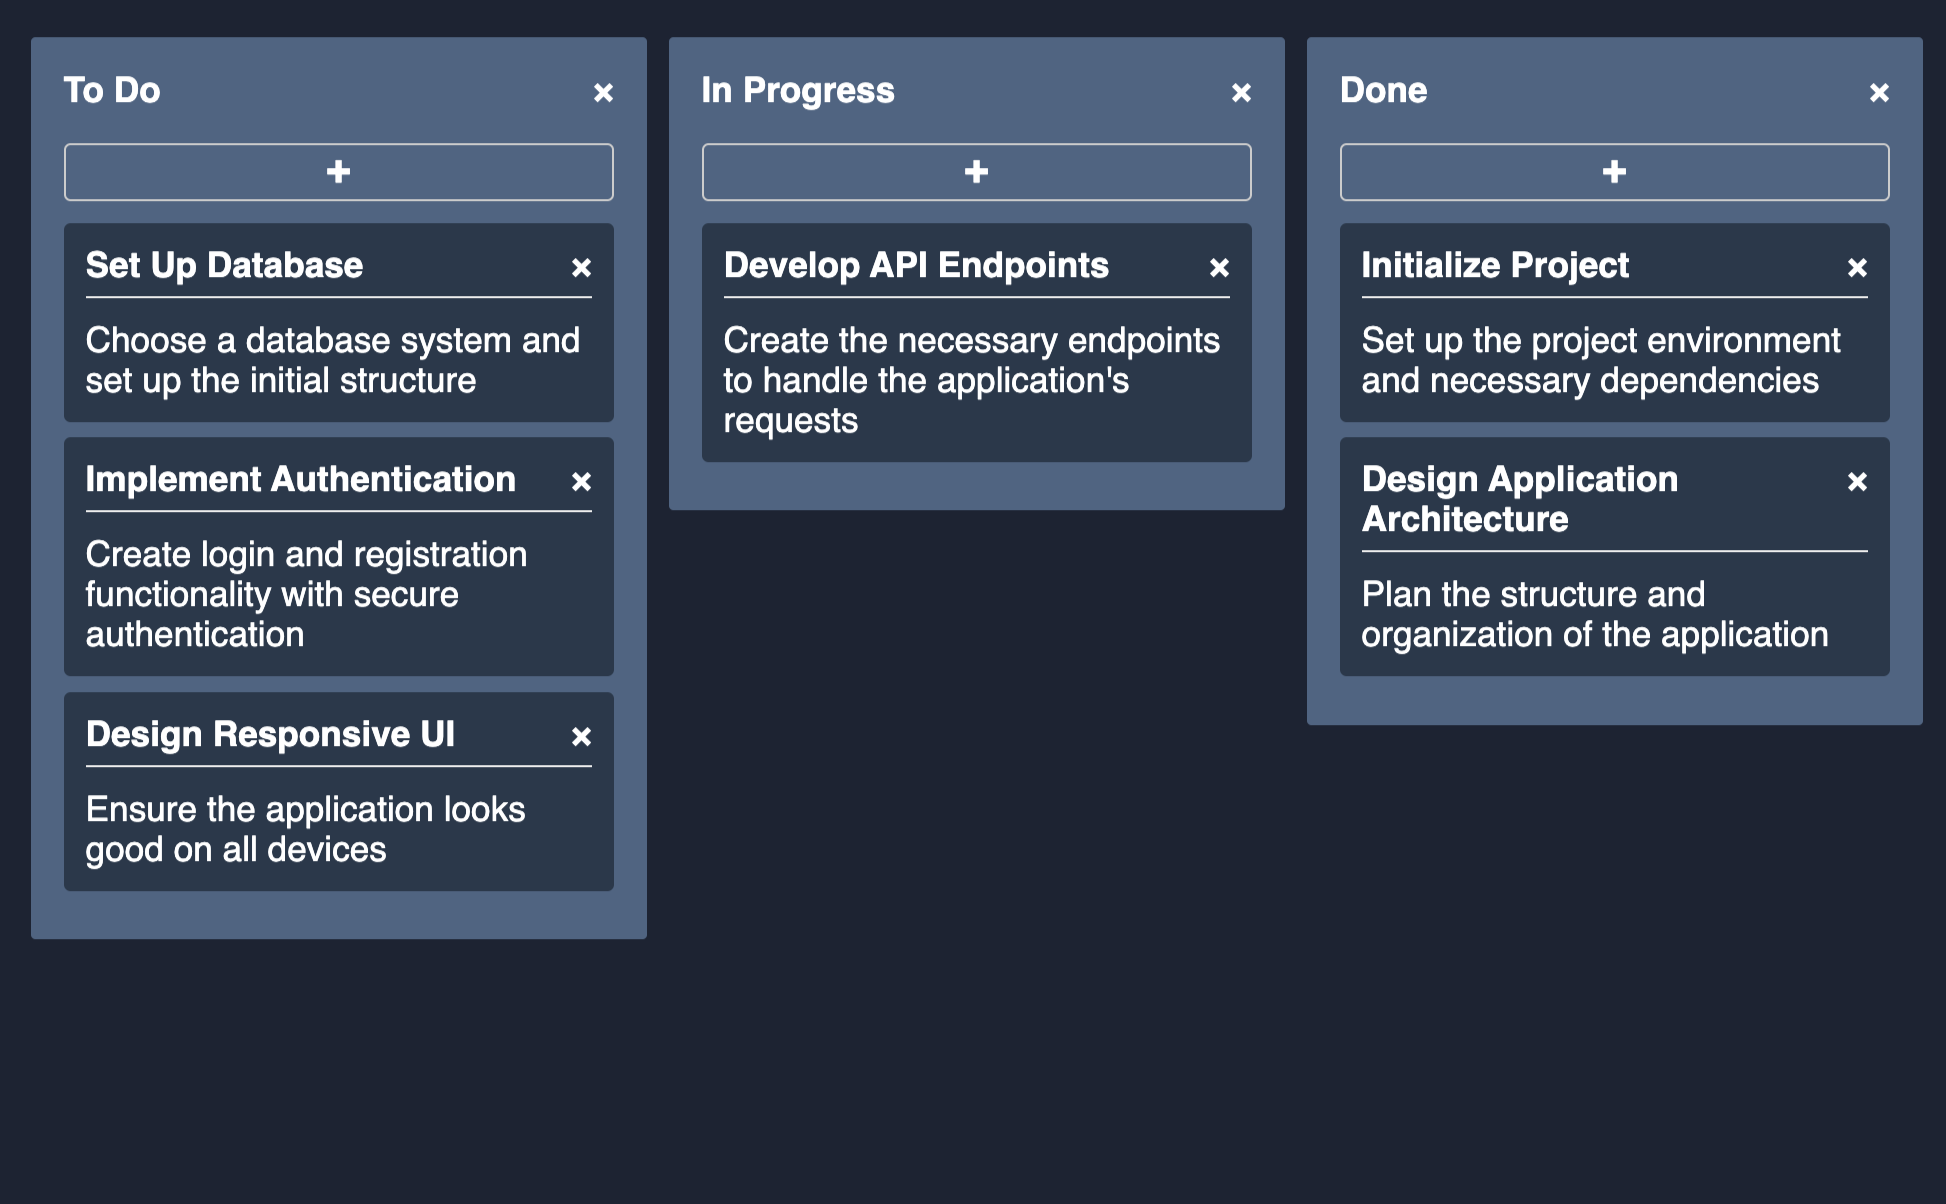 To Do
Set Up Database
Choose a database system and
set up the initial structure
Implement Authentication
Create login and registration
functionality with secure
authentication
Design Responsive UI
Ensure the application looks
good on all devices
In Progress
Develop API Endpoints
Create the necessary endpoints
to handle the application's
requests
Done
Initialize Project
Set up the project environment
and necessary dependencies
Design Application
Architecture
Plan the structure and
organization of the application